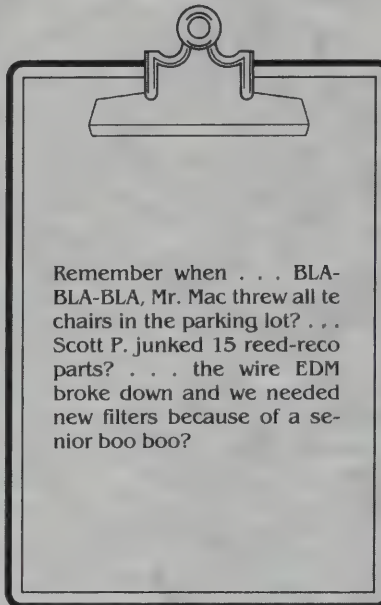 Remember when . . . BLA-
BLA-BLA, Mr. Mac threw all te
chairs in the parking lot? . . .
Scott P. junked 15 reed-reco
parts? . . . the wire EDM
broke down and we needed
new filters because of a se-
nior boo boo?